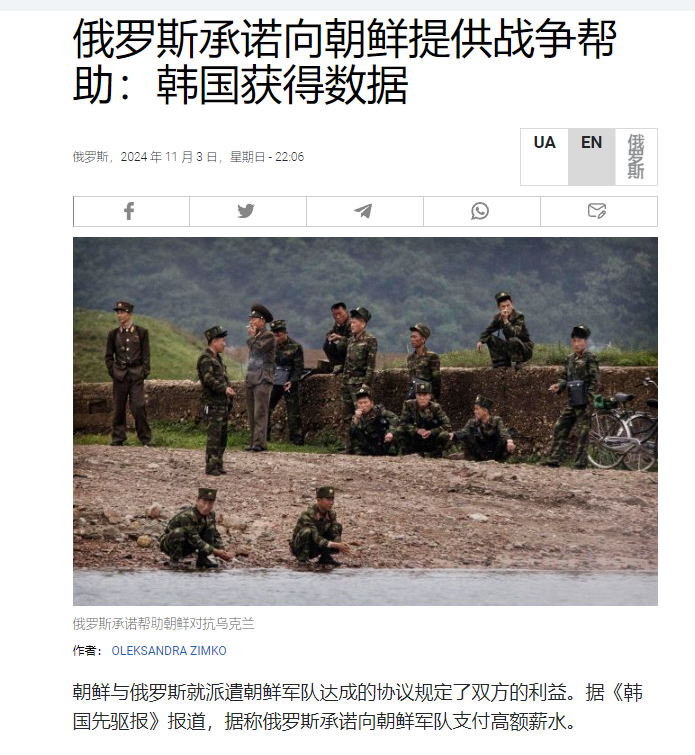 俄罗斯承诺向朝鲜提供战争帮
助：韩国获得数据
俄罗斯，2024 年 11 月 3 日，星期日 - 22:06
UA
EN
俄罗斯
俄罗斯承诺帮助朝鲜对抗乌克兰
作者： OLEKSANDRA ZIMKO
朝鲜与俄罗斯就派遣朝鲜军队达成的协议规定了双方的利益。据《韩
国先驱报》报道，据称俄罗斯承诺向朝鲜军队支付高额薪水。